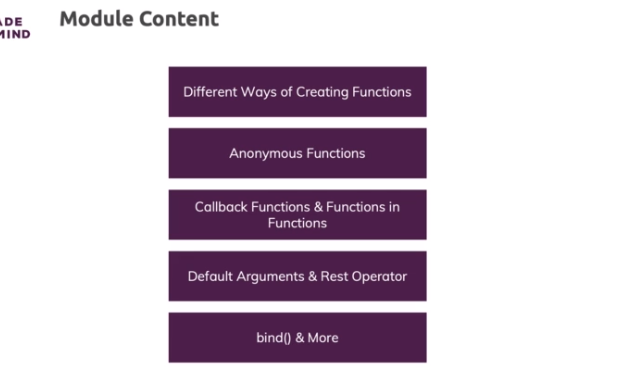 ADE
MIND
Module Content
Different Ways of Creating Functions
Anonymous Functions
Callback Functions & Functions in
Functions
Default Arguments & Rest Operator
bind() & More